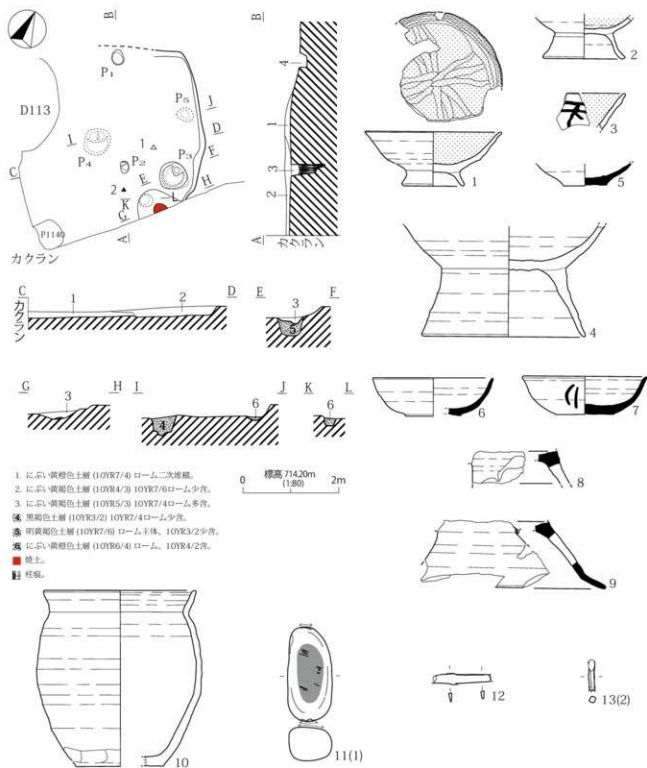 B
B
D113
P1
P5
J
D
I
P4
1
P2
P3
F
E
C
2
H
K
L
G
P1140
A
カクラン
4
1
3
2
A
カクラン
1
2
3
5
4
C
1
2
D
E
3
F
カクラン
5
G
3
H
I
6
J
K
6
L
4
6
7
8
9
1. にぶい黄橙色土層 (10YR7/4) ローム二次堆積。
2. にぶい黄褐色土層 (10YR4/3) 10YR7/6ローム少含。
3. にぶい黄褐色土層 (10YR5/3) 10YR7/4ローム多含。
4. 黒褐色土層 (10YR3/2) 10YR7/4ローム少含。
5. 明黄褐色土層 (10YR7/6) ローム主体、10YR3/2少含。
6. にぶい黄橙色土層 (10YR6/4) ローム、10YR4/2含。
焼土。
柱痕。
標高 714.20m
0 (1:80) 2m
10
11(1)
12
13(2)